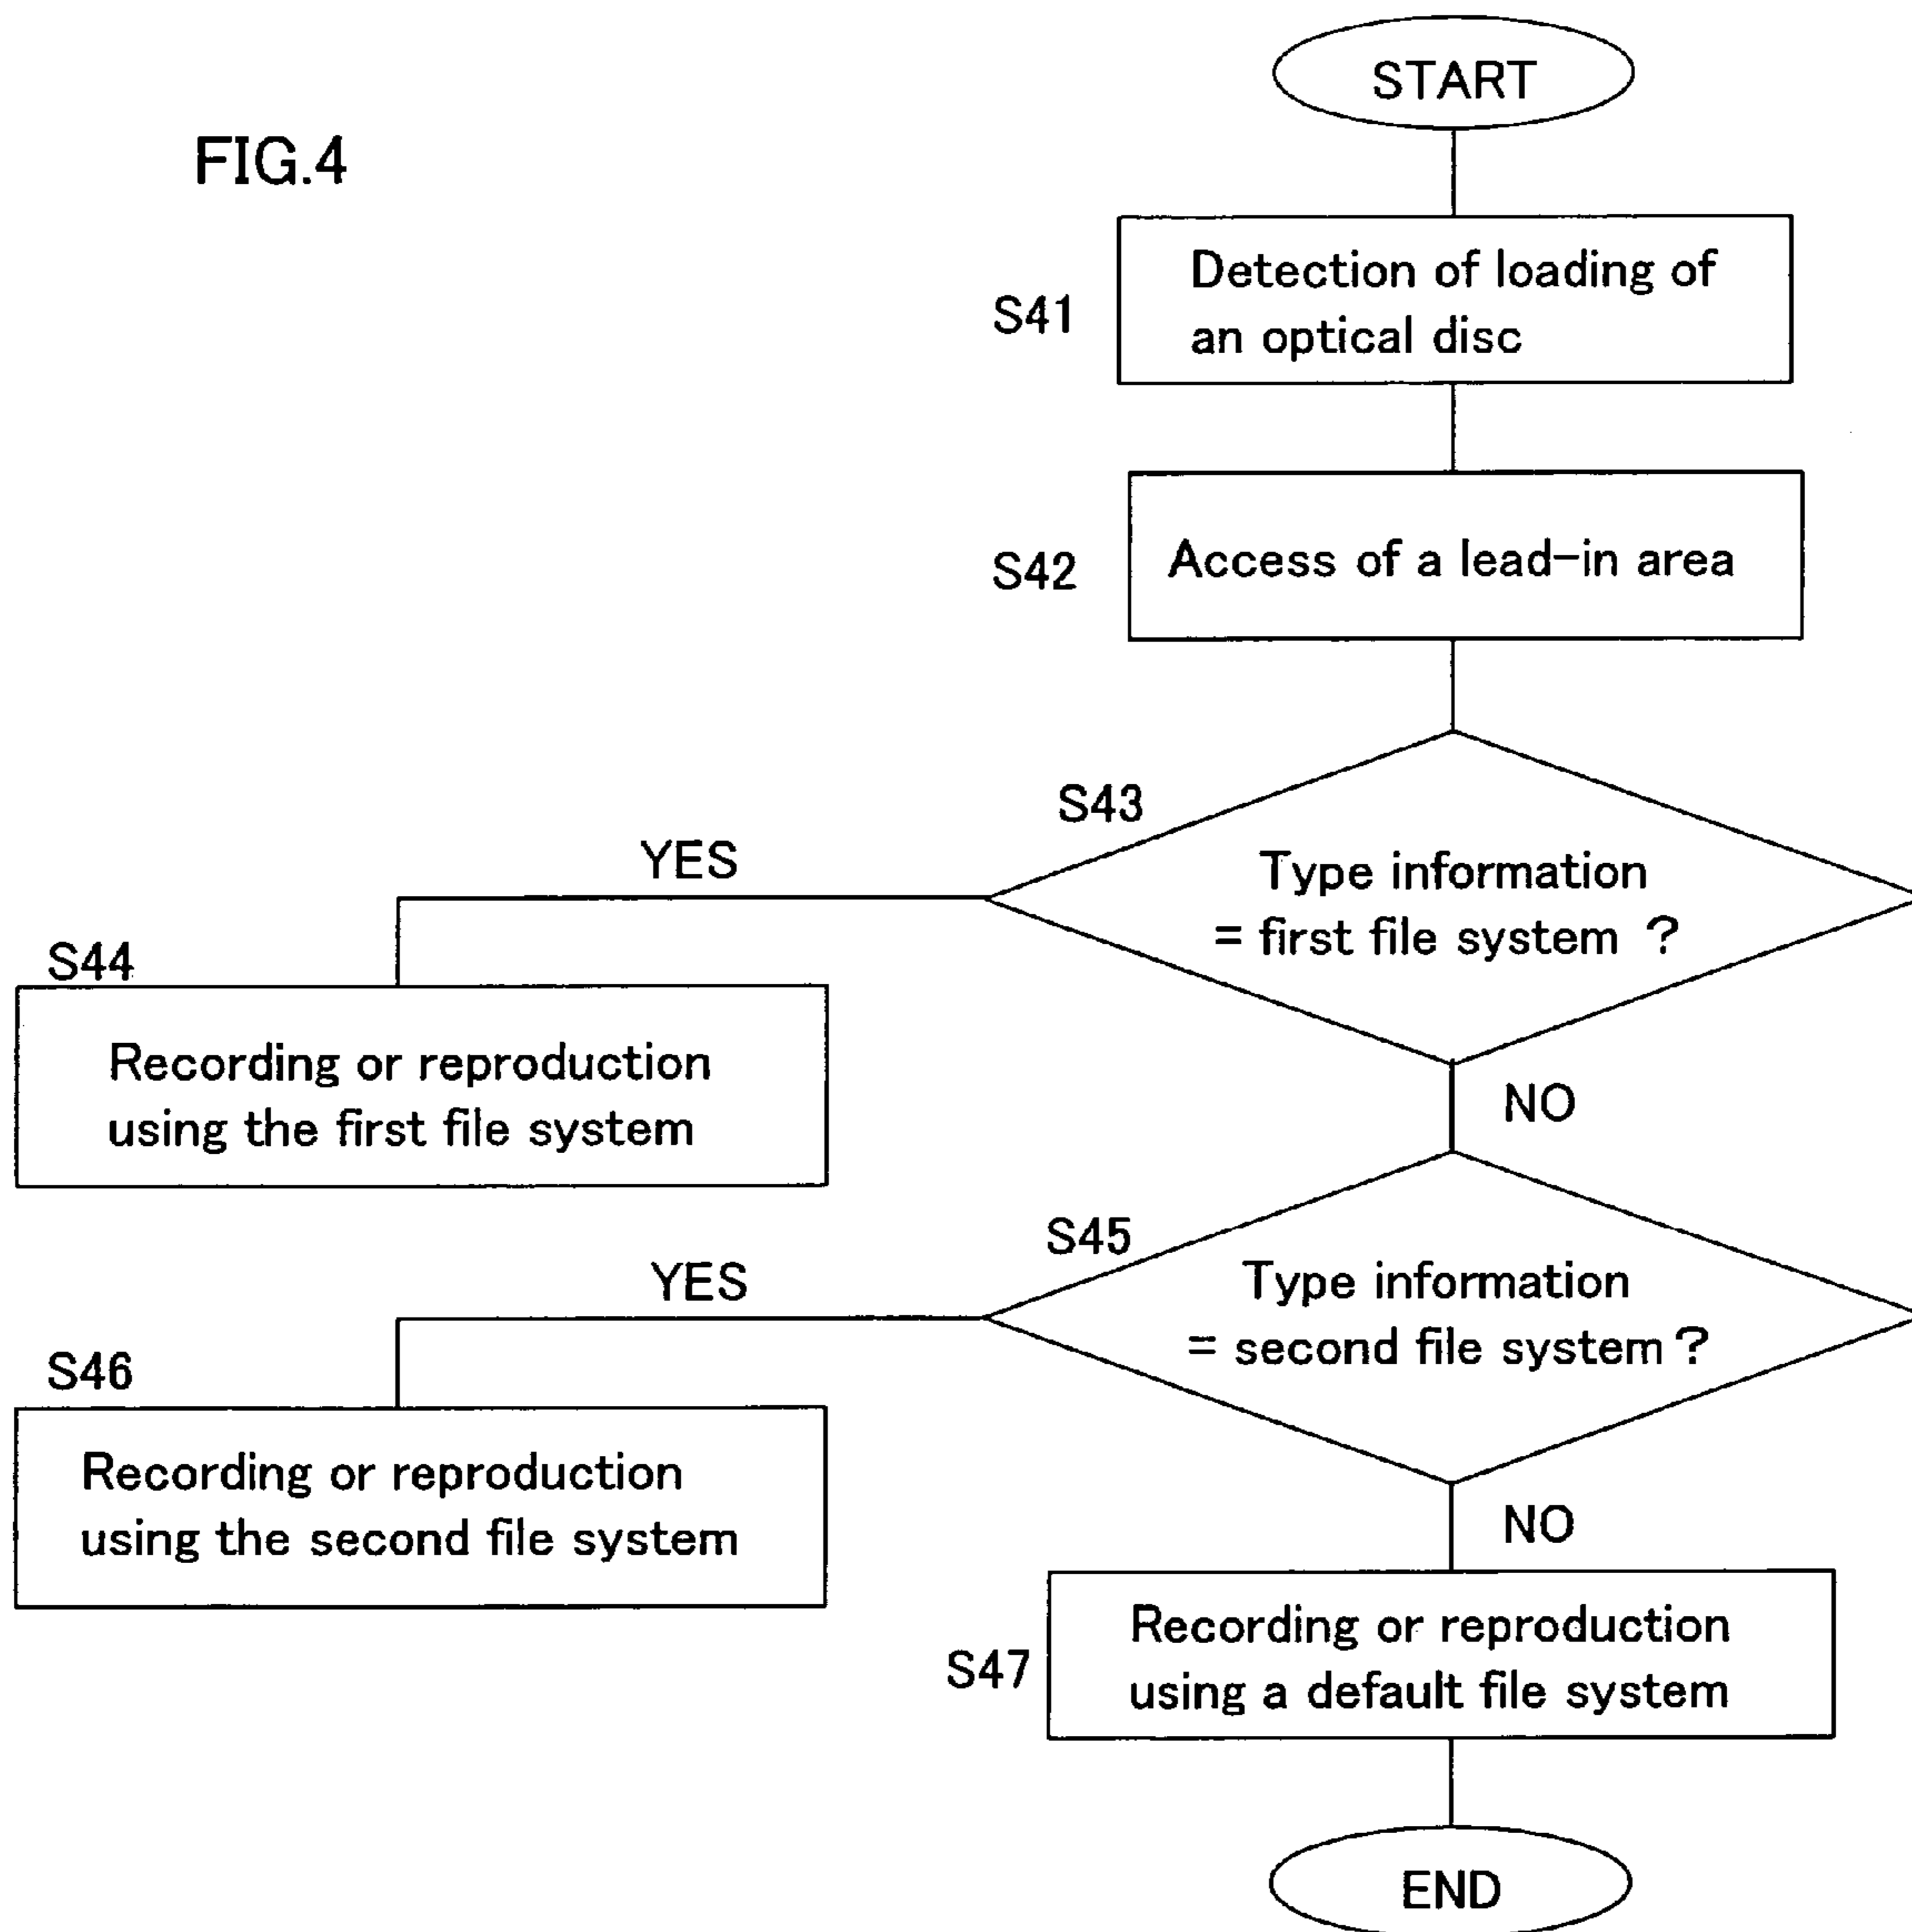 START
FIG.4
Detection of loading of
an optical disc
S41
Access of a lead-in area
S42
S43
Type information
= first file system ?
YES
NO
S44
Recording or reproduction
using the first file system
S45
Type information
= second file system ?
YES
NO
S46
Recording or reproduction
using the second file system
S47
Recording or reproduction
using a default file system
END